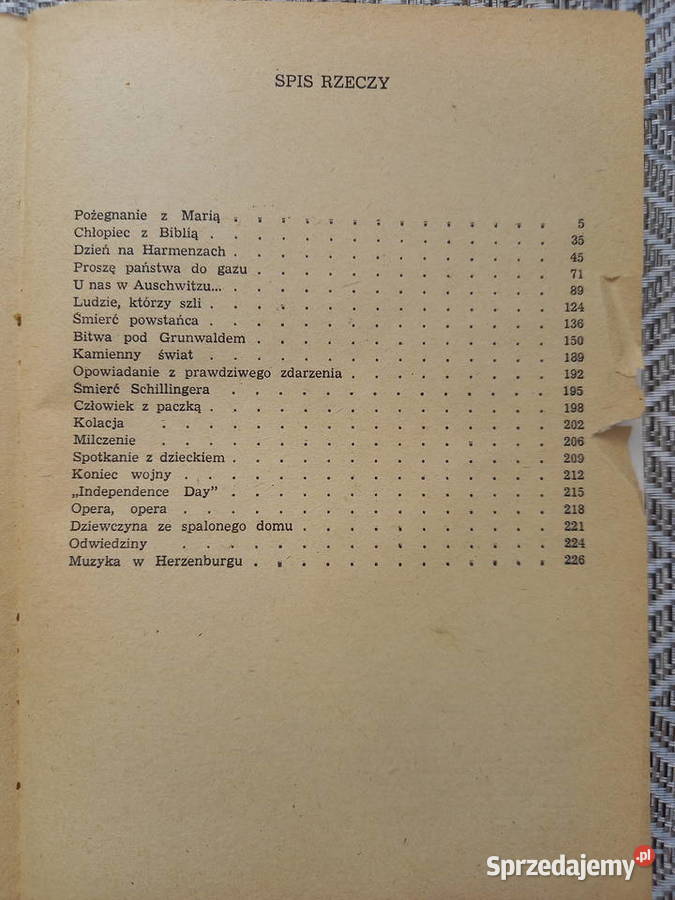 SPIS RZECZY
Pożegnanie z Marią . . . . . . . . . . . . . . 5
Chłopiec z Biblią . . . . . . . . . . . . . . . 35
Dzień na Harmenzach . . . . . . . . . . . . . . 45
Proszę państwa do gazu . . . . . . . . . . . . . 71
U nas w Auschwitzu... . . . . . . . . . . . . . . 89
Ludzie, którzy szli . . . . . . . . . . . . . . . 124
Śmierć powstańca . . . . . . . . . . . . . . . 136
Bitwa pod Grunwaldem . . . . . . . . . . . . . 150
Kamienny świat . . . . . . . . . . . . . . . 189
Opowiadanie z prawdziwego zdarzenia . . . . . . . . . 192
Śmierć Schillingera . . . . . . . . . . . . . . 195
Człowiek z paczką . . . . . . . . . . . . . . . 198
Kolacja . . . . . . . . . . . . . . . . . 202
Milczenie . . . . . . . . . . . . . . . . . 206
Spotkanie z dzieckiem . . . . . . . . . . . . . . 209
Koniec wojny . . . . . . . . . . . . . . . . 212
„Independence Day” . . . . . . . . . . . . . . 215
Opera, opera . . . . . . . . . . . . . . . . 218
Dziewczyna ze spalonego domu . . . . . . . . . . . 221
Odwiedziny . . . . . . . . . . . . . . . . 224
Muzyka w Herzenburgu . . . . . . . . . . . . . 226
Sprzedajemy.pl